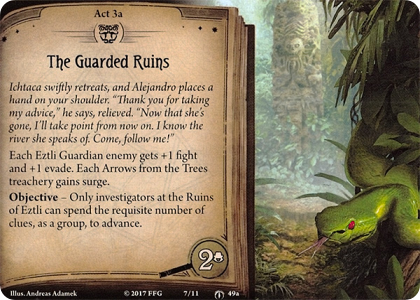 Act 3a
The Guarded Ruins
Ichtaca swiftly retreats, and Alejandro places a
hand on your shoulder. “Thank you for taking
my advice,” he says, relieved. “Now that she’s
gone, I’ll take point from now on. I know the
river she speaks of. Come, follow me!”
Each Eztli Guardian enemy gets +1 fight
and +1 evade. Each Arrows from the Trees
treachery gains surge.
Objective – Only investigators at the Ruins
of Eztli can spend the requisite number of
clues, as a group, to advance.
2
Illus. Andreas Adamek
© 2017 FFG
7/11
49a